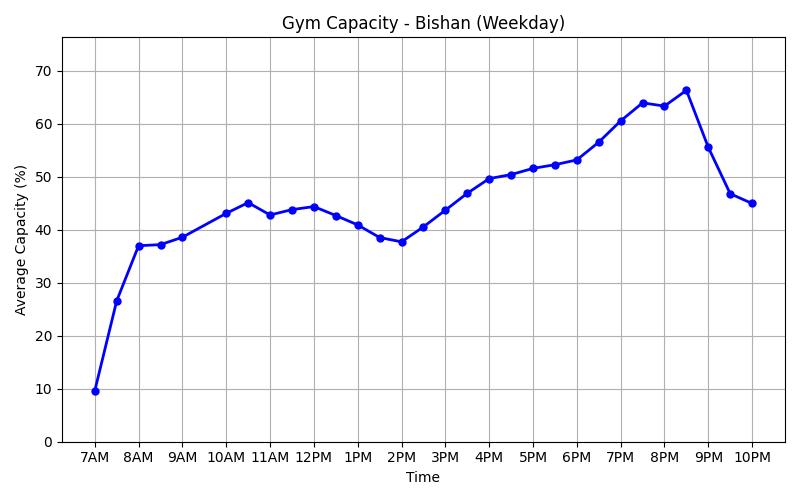 Gym Capacity - Bishan (Weekday)
70
60
50
40
30
20
10
0
Average Capacity (%)
7AM 8AM 9AM 10AM 11AM 12PM 1PM 2PM 3PM 4PM 5PM 6PM 7PM 8PM 9PM 10PM
Time